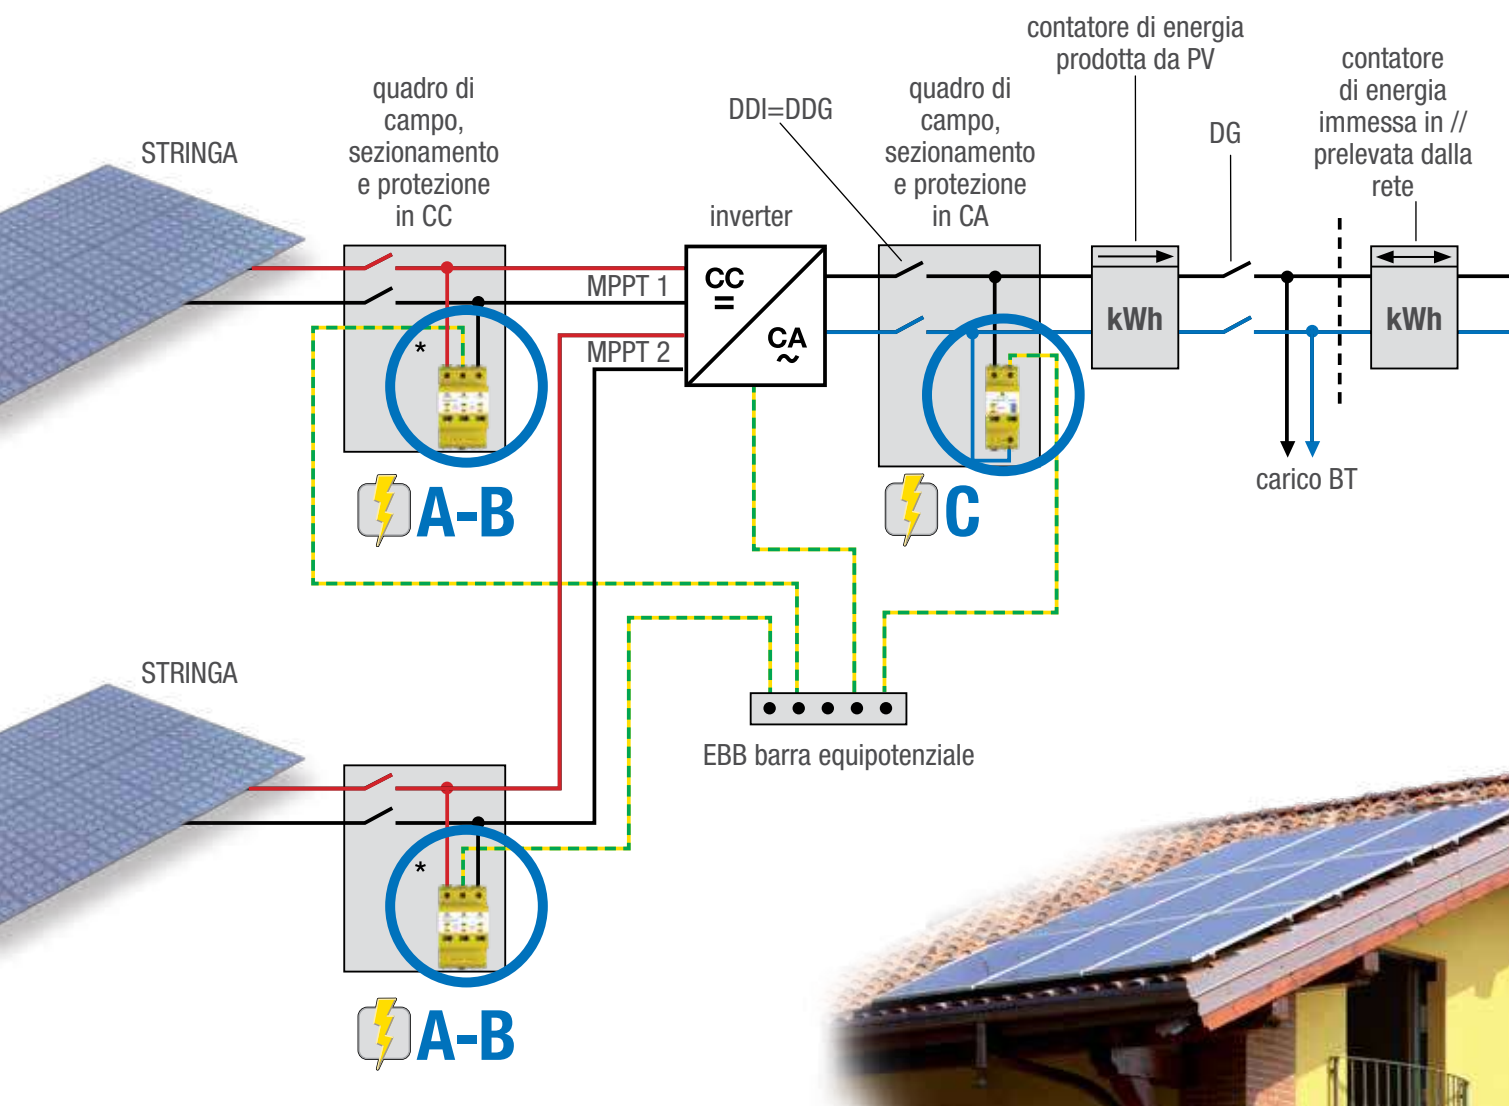 contatore di energia
prodotta da PV
contatore
di energia
immessa in //
prelevata dalla
rete
quadro di
campo,
sezionamento
e protezione
in CC
DDI=DDG
quadro di
campo,
sezionamento
e protezione
in CA
DG
STRINGA
inverter
MPPT 1
CC
=
CA
~
MPPT 2
*
kWh
kWh
carico BT
A-B
C
STRINGA
EBB barra equipotenziale
*
A-B